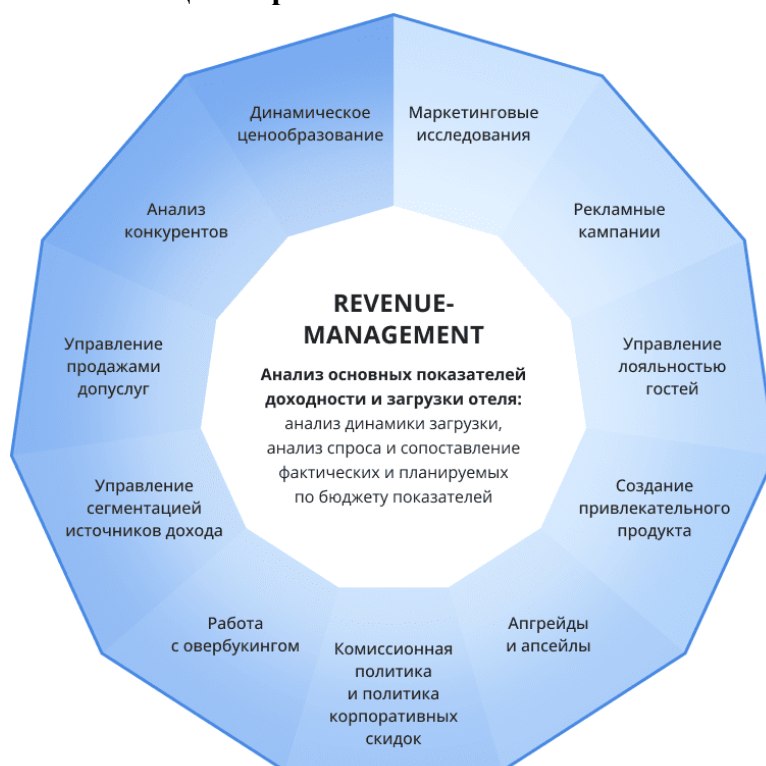 Маркетинговые
исследования
Рекламные
кампании
Управление
лояльностью
гостей
Создание
привлекательного
продукта
Апгрейды
и апсейлы
Комиссионная
политика
и политика
корпоративных
скидок
Работа
с овербукингом
Управление
сегментацией
источников дохода
Управление
продажами
допуслуг
Анализ
конкурентов
Динамическое
ценообразование
REVENUE-
MANAGEMENT
Анализ основных показателей
доходности и загрузки отеля:
анализ динамики загрузки,
анализ спроса и сопоставление
фактических и планируемых
по бюджету показателей